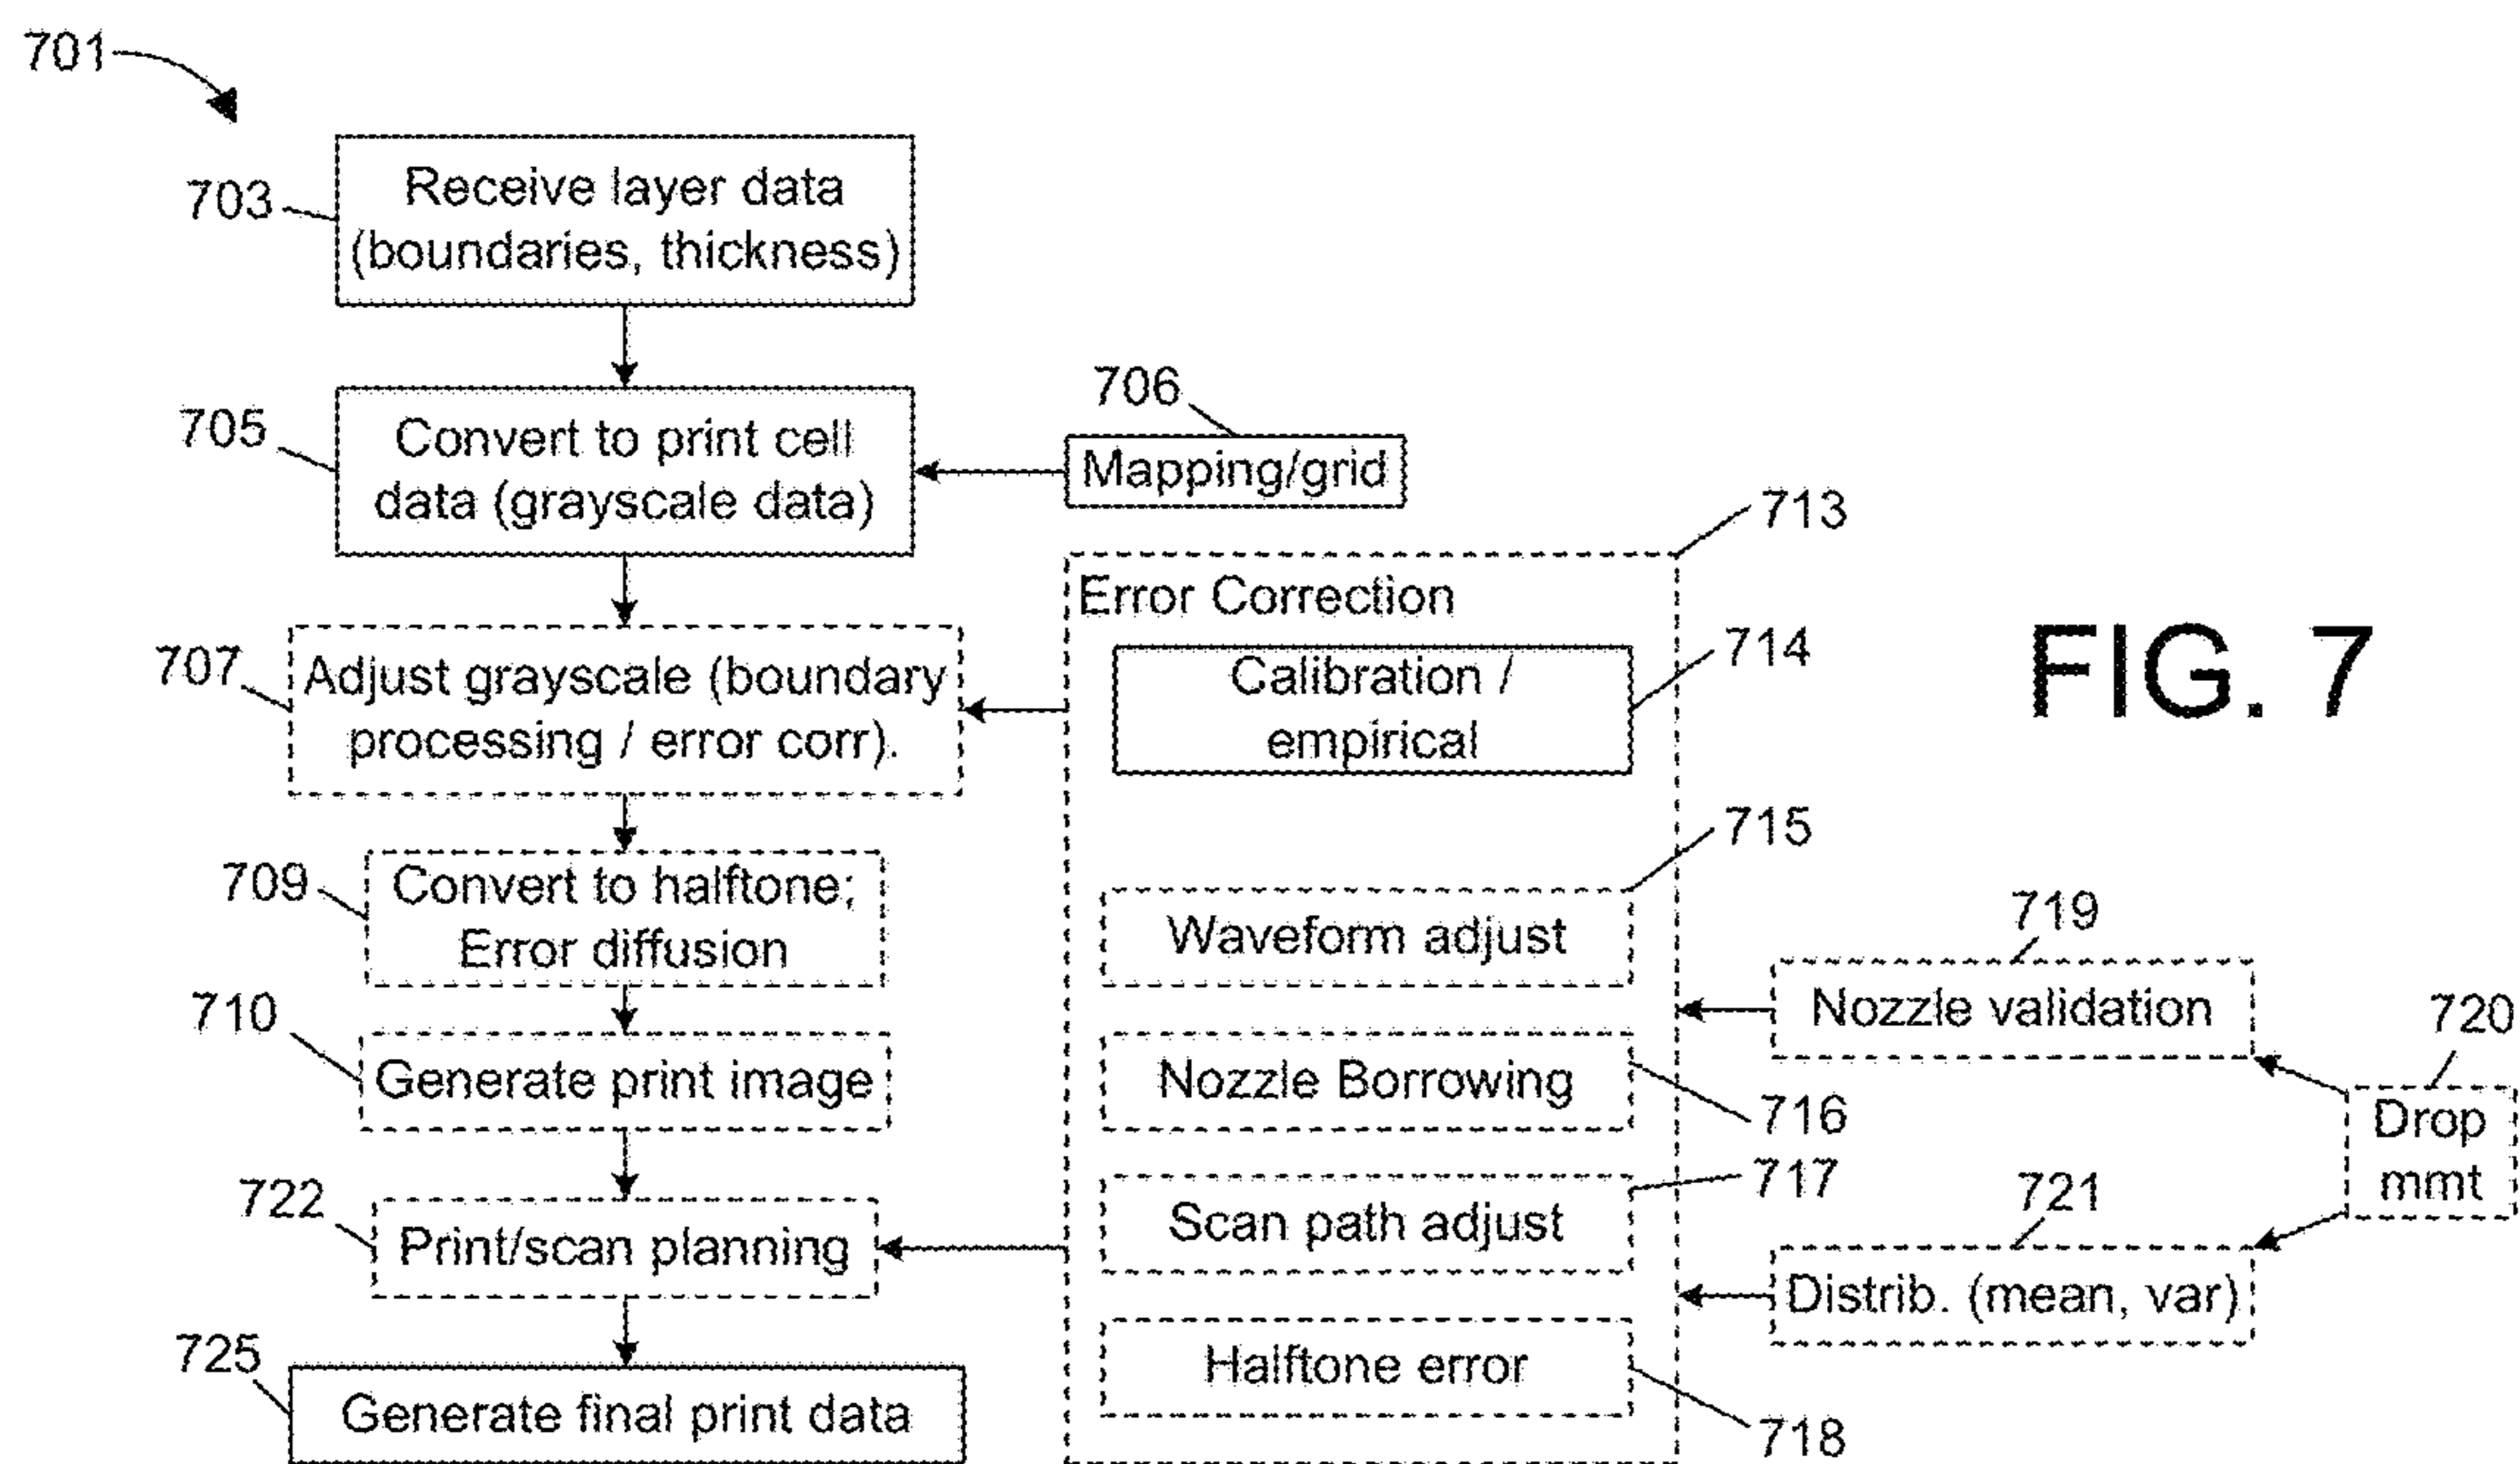 701
703
Receive layer data
(boundaries, thickness)
705
Convert to print cell
data (grayscale data)
706
Mapping/grid
707
Adjust grayscale (boundary
processing / error corr).
709
Convert to halftone;
Error diffusion
710
Generate print image
722
Print/scan planning
725
Generate final print data
713
Error Correction
714
Calibration /
empirical
715
Waveform adjust
716
Nozzle Borrowing
717
Scan path adjust
718
Halftone error
719
Nozzle validation
720
Drop
mmt
721
Distrib. (mean, var)
FIG. 7